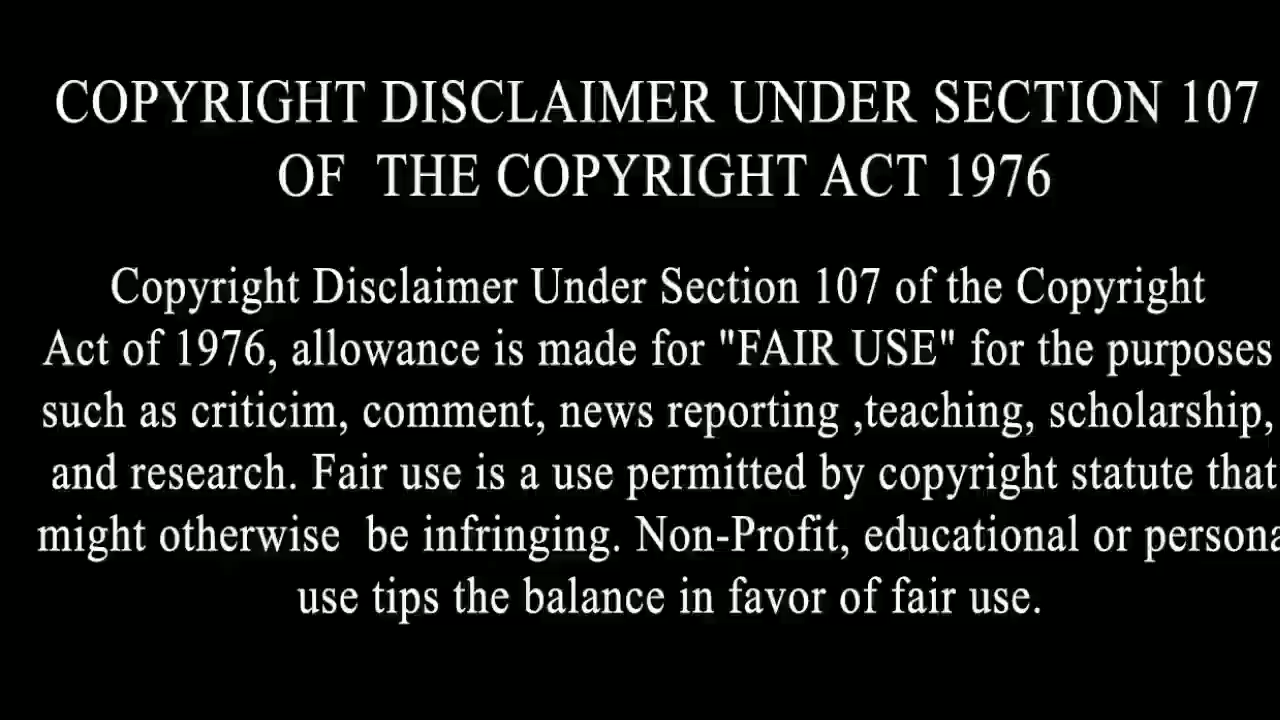 COPYRIGHT DISCLAIMER UNDER SECTION 107
OF THE COPYRIGHT ACT 1976
Copyright Disclaimer Under Section 107 of the Copyright
Act of 1976, allowance is made for "FAIR USE" for the purposes
such as criticim, comment, news reporting ,teaching, scholarship,
and research. Fair use is a use permitted by copyright statute that
might otherwise be infringing. Non-Profit, educational or persona
use tips the balance in favor of fair use.